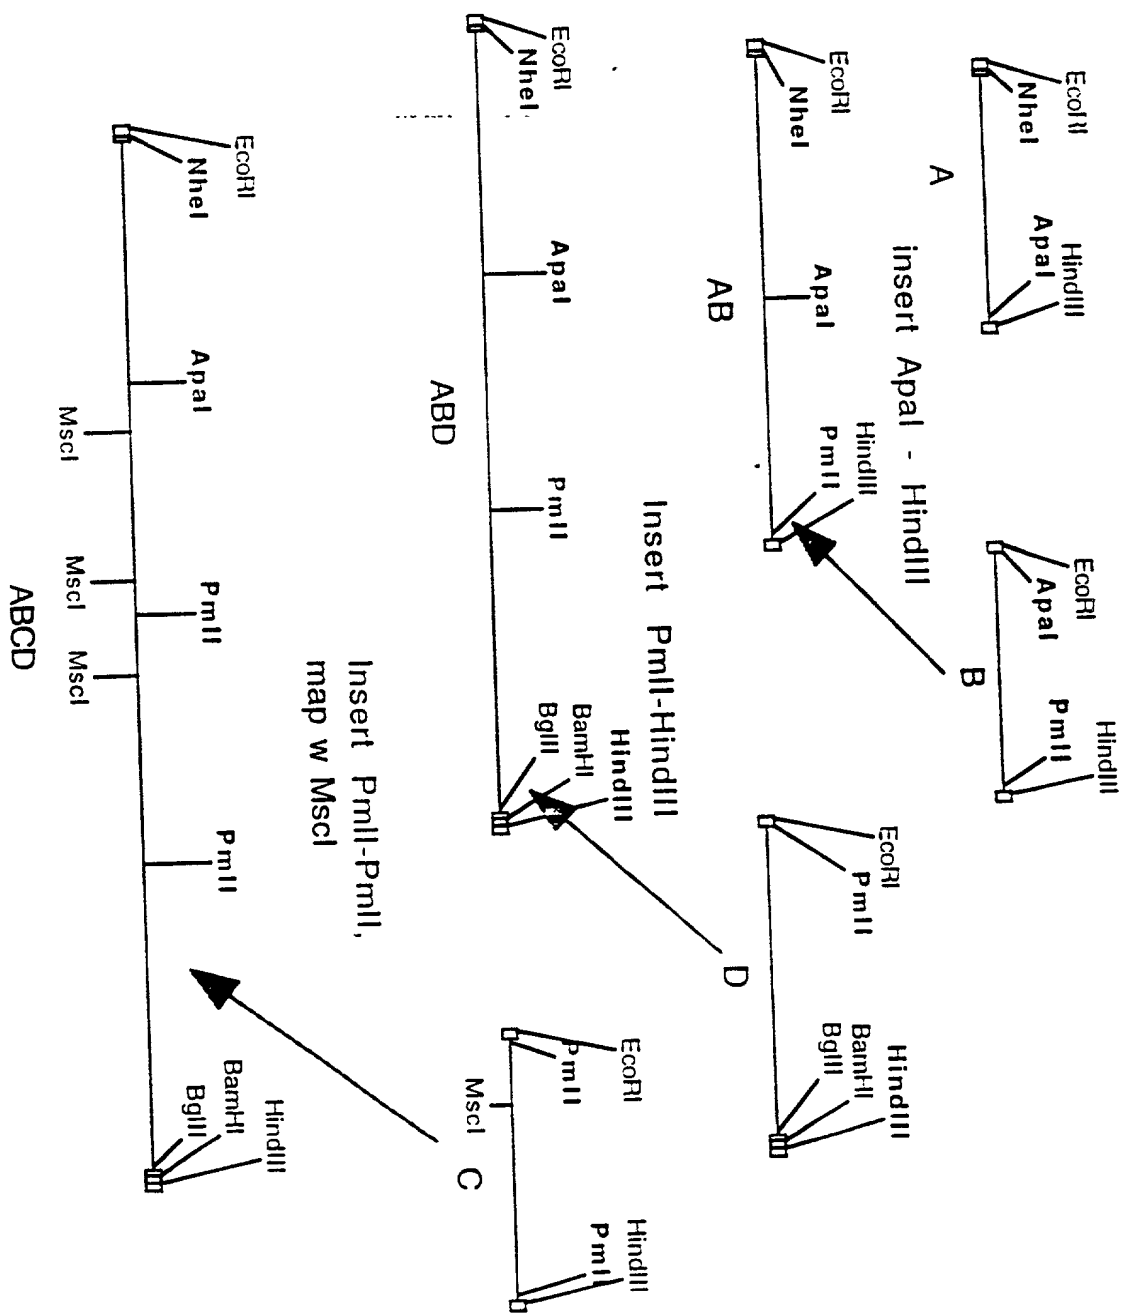 EcoRI
NheI
HindIII
ApaI
A
EcoRI
ApaI
HindIII
PmlI
B
insert ApaI - HindIII
EcoRI
NheI
ApaI
HindIII
PmlI
AB
EcoRI
PmlI
HindIII
BamHI
BglII
D
Insert PmlI-HindIII
EcoRI
NheI
ApaI
PmlI
HindIII
BamHI
BglII
ABD
EcoRI
PmlI
MscI
HindIII
PmlI
C
Insert PmlI-PmlI,
map w MscI
EcoRI
NheI
ApaI
PmlI
PmlI
HindIII
BamHI
BglII
MscI
MscI
MscI
ABCD